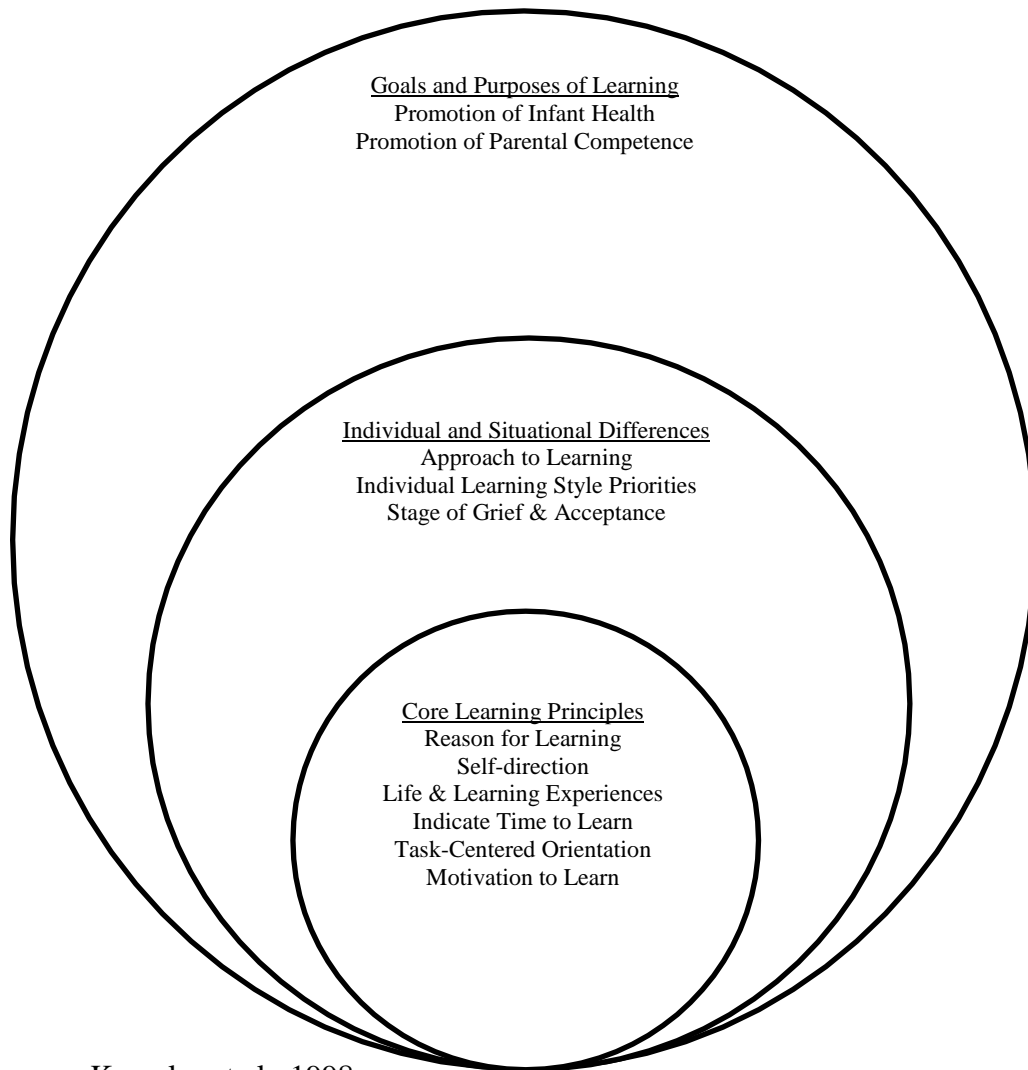 Goals and Purposes of Learning
Promotion of Infant Health
Promotion of Parental Competence
Individual and Situational Differences
Approach to Learning
Individual Learning Style Priorities
Stage of Grief & Acceptance
Core Learning Principles
Reason for Learning
Self-direction
Life & Learning Experiences
Indicate Time to Learn
Task-Centered Orientation
Motivation to Learn
1998